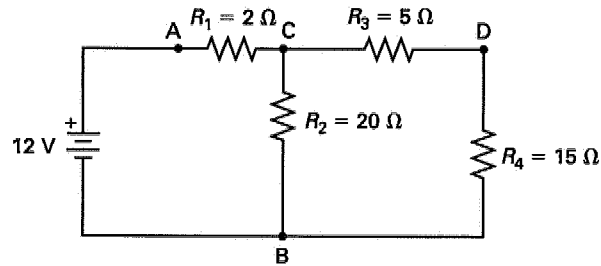 R1 = 2 Ω
R3 = 5 Ω
A
C
D
+
12 V
R2 = 20 Ω
R4 = 15 Ω
B